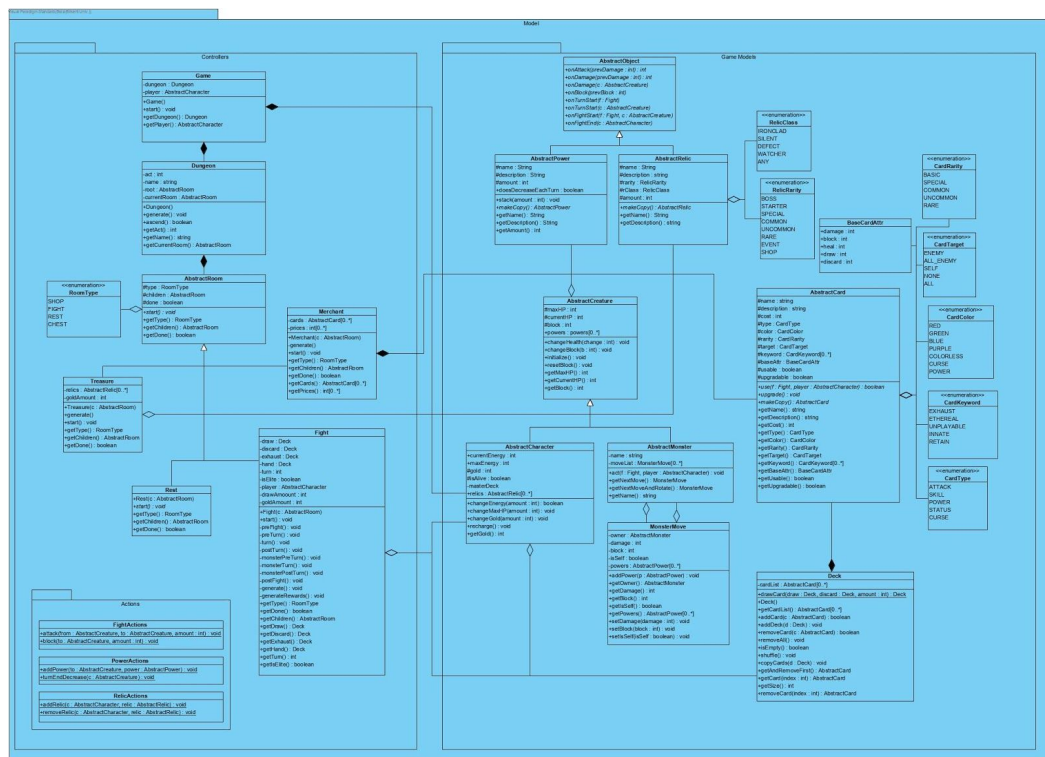 Model
Controllers
Game
-dungeon : Dungeon
-player : AbstractCharacter
+Game()
+start() : void
+getDungeon() : Dungeon
+getPlayer() : AbstractCharacter
Dungeon
-act : int
-name : string
-root : AbstractRoom
-currentRoom : AbstractRoom
+Dungeon()
+generate() : void
+ascend() : boolean
+getAct() : int
+getName() : string
+getCurrentRoom() : AbstractRoom
<<enumeration>>
RoomType
SHOP
FIGHT
REST
CHEST
AbstractRoom
#type : RoomType
#children : AbstractRoom
#done : boolean
+start() : void
+getType() : RoomType
+getChildren() : AbstractRoom
+getDone() : boolean
Merchant
-cards : AbstractCard[0..*]
-prices : int[0..*]
+Merchant(c : AbstractRoom)
-generate()
+start() : void
+getType() : RoomType
+getChildren() : AbstractRoom
+getDone() : boolean
+getCards() : AbstractCard[0..*]
+getPrices() : int[0..*]
Treasure
-relics : AbstractRelic[0..*]
-goldAmount : int
+Treasure(c : AbstractRoom)
+generate()
+start() : void
+getType() : RoomType
+getChildren() : AbstractRoom
+getDone() : boolean
Rest
+Rest(c : AbstractRoom)
+start() : void
+getType() : RoomType
+getChildren() : AbstractRoom
+getDone() : boolean
Fight
-draw : Deck
-discard : Deck
-exhaust : Deck
-hand : Deck
-turn : int
-isElite : boolean
-player : AbstractCharacter
-drawAmount : int
-goldAmount : int
+Fight(c : AbstractRoom)
+start() : void
-preFight() : void
-preTurn() : void
-turn() : void
-postTurn() : void
-monsterPreTurn() : void
-monsterTurn() : void
-monsterPostTurn() : void
-postFight() : void
-generate() : void
-generateRewards() : void
+getType() : RoomType
+getDone() : boolean
+getChildren() : AbstractRoom
+getDraw() : Deck
+getDiscard() : Deck
+getExhaust() : Deck
+getHand() : Deck
+getTurn() : int
+getIsElite() : boolean
Actions
FightActions
+attack(from : AbstractCreature, to : AbstractCreature, amount : int) : void
+block(to : AbstractCreature, amount : int) : void
PowerActions
+addPower(to : AbstractCreature, power : AbstractPower) : void
+turnEndDecrease(c : AbstractCreature) : void
RelicActions
+addRelic(c : AbstractCharacter, relic : AbstractRelic) : void
+removeRelic(c : AbstractCharacter, relic : AbstractRelic) : void
Game Models
AbstractObject
+onAttack(prevDamage : int) : int
+onDamage(prevDamage : int) : int
+onDamage(c : AbstractCreature)
+onBlock(prevBlock : int)
+onTurnStart(f : Fight)
+onTurnStart(c : AbstractCreature)
+onFightStart(f : Fight, c : AbstractCreature)
+onFightEnd(c : AbstractCharacter)
AbstractPower
#name : String
#description : String
#amount : int
+doesDecreaseEachTurn : boolean
+stack(amount : int) : void
+makeCopy() : AbstractPower
+getName() : String
+getDescription() : String
+getAmount() : int
AbstractRelic
#name : String
#description : string
#rarity : RelicRarity
#rClass : RelicClass
#amount : int
+makeCopy() : AbstractRelic
+getName() : String
+getDescription() : String
<<enumeration>>
RelicClass
IRONCLAD
SILENT
DEFECT
WATCHER
ANY
<<enumeration>>
RelicRarity
BOSS
STARTER
SPECIAL
COMMON
UNCOMMON
RARE
EVENT
SHOP
BaseCardAttr
+damage : int
+block : int
+heal : int
+draw : int
+discard : int
<<enumeration>>
CardRarity
BASIC
SPECIAL
COMMON
UNCOMMON
RARE
<<enumeration>>
CardTarget
ENEMY
ALL_ENEMY
SELF
NONE
ALL
<<enumeration>>
CardColor
RED
GREEN
BLUE
PURPLE
COLORLESS
CURSE
POWER
<<enumeration>>
CardKeyword
EXHAUST
ETHEREAL
UNPLAYABLE
INNATE
RETAIN
<<enumeration>>
CardType
ATTACK
SKILL
POWER
STATUS
CURSE
AbstractCreature
#maxHP : int
#currentHP : int
#block : int
+powers : powers[0..*]
+changeHealth(change : int) : void
+changeBlock(b : int) : void
+initialize() : void
+resetBlock() : void
+getMaxHP() : int
+getCurrentHP() : int
+getBlock() : int
AbstractCard
#name : string
#description : string
#cost : int
#type : CardType
#color : CardColor
#rarity : CardRarity
#target : CardTarget
#keyword : CardKeyword[0..*]
#baseAttr : BaseCardAttr
#usable : boolean
#upgradable : boolean
+use(f : Fight, player : AbstractCharacter) : boolean
+upgrade() : void
+makeCopy() : AbstractCard
+getName() : string
+getDescription() : string
+getCost() : int
+getType() : CardType
+getColor() : CardColor
+getRarity() : CardRarity
+getTarget() : CardTarget
+getKeyword() : CardKeyword[0..*]
+getBaseAttr() : BaseCardAttr
+getUsable() : boolean
+getUpgradable() : boolean
AbstractCharacter
+currentEnergy : int
+maxEnergy : int
#gold : int
#isAlive : boolean
-masterDeck
+relics : AbstractRelic[0..*]
+changeEnergy(amount : int) : boolean
+changeMaxHP(amount : int) : void
+changeGold(amount : int) : void
+recharge() : void
+getGold() : int
AbstractMonster
-name : string
-moveList : MonsterMove[0..*]
+act(f : Fight, player : AbstractCharacter) : void
+getNextMove() : MonsterMove
+getNextMoveAndRotate() : MonsterMove
+getName() : string
MonsterMove
-owner : AbstractMonster
-damage : int
-block : int
-isSelf : boolean
-powers : AbstractPower[0..*]
+addPower(p : AbstractPower) : void
+getOwner() : AbstractMonster
+getDamage() : int
+getBlock() : int
+getIsSelf() : boolean
+getPowers() : AbstractPower[0..*]
+setDamage(damage : int) : void
+setBlock(block : int) : void
+setIsSelf(isSelf : boolean) : void
Deck
-cardList : AbstractCard[0..*]
+drawCard(draw : Deck, discard : Deck, amount : int) : Deck
+Deck()
+getCardList() : AbstractCard[0..*]
+addCard(c : AbstractCard) : boolean
+addDeck(d : Deck) : void
+removeCard(c : AbstractCard) : boolean
+removeAll() : void
+isEmpty() : boolean
+shuffle() : void
+copyCards(d : Deck) : void
+getAndRemoveFirst() : AbstractCard
+getCard(index : int) : AbstractCard
+getSize() : int
+removeCard(index : int) : AbstractCard